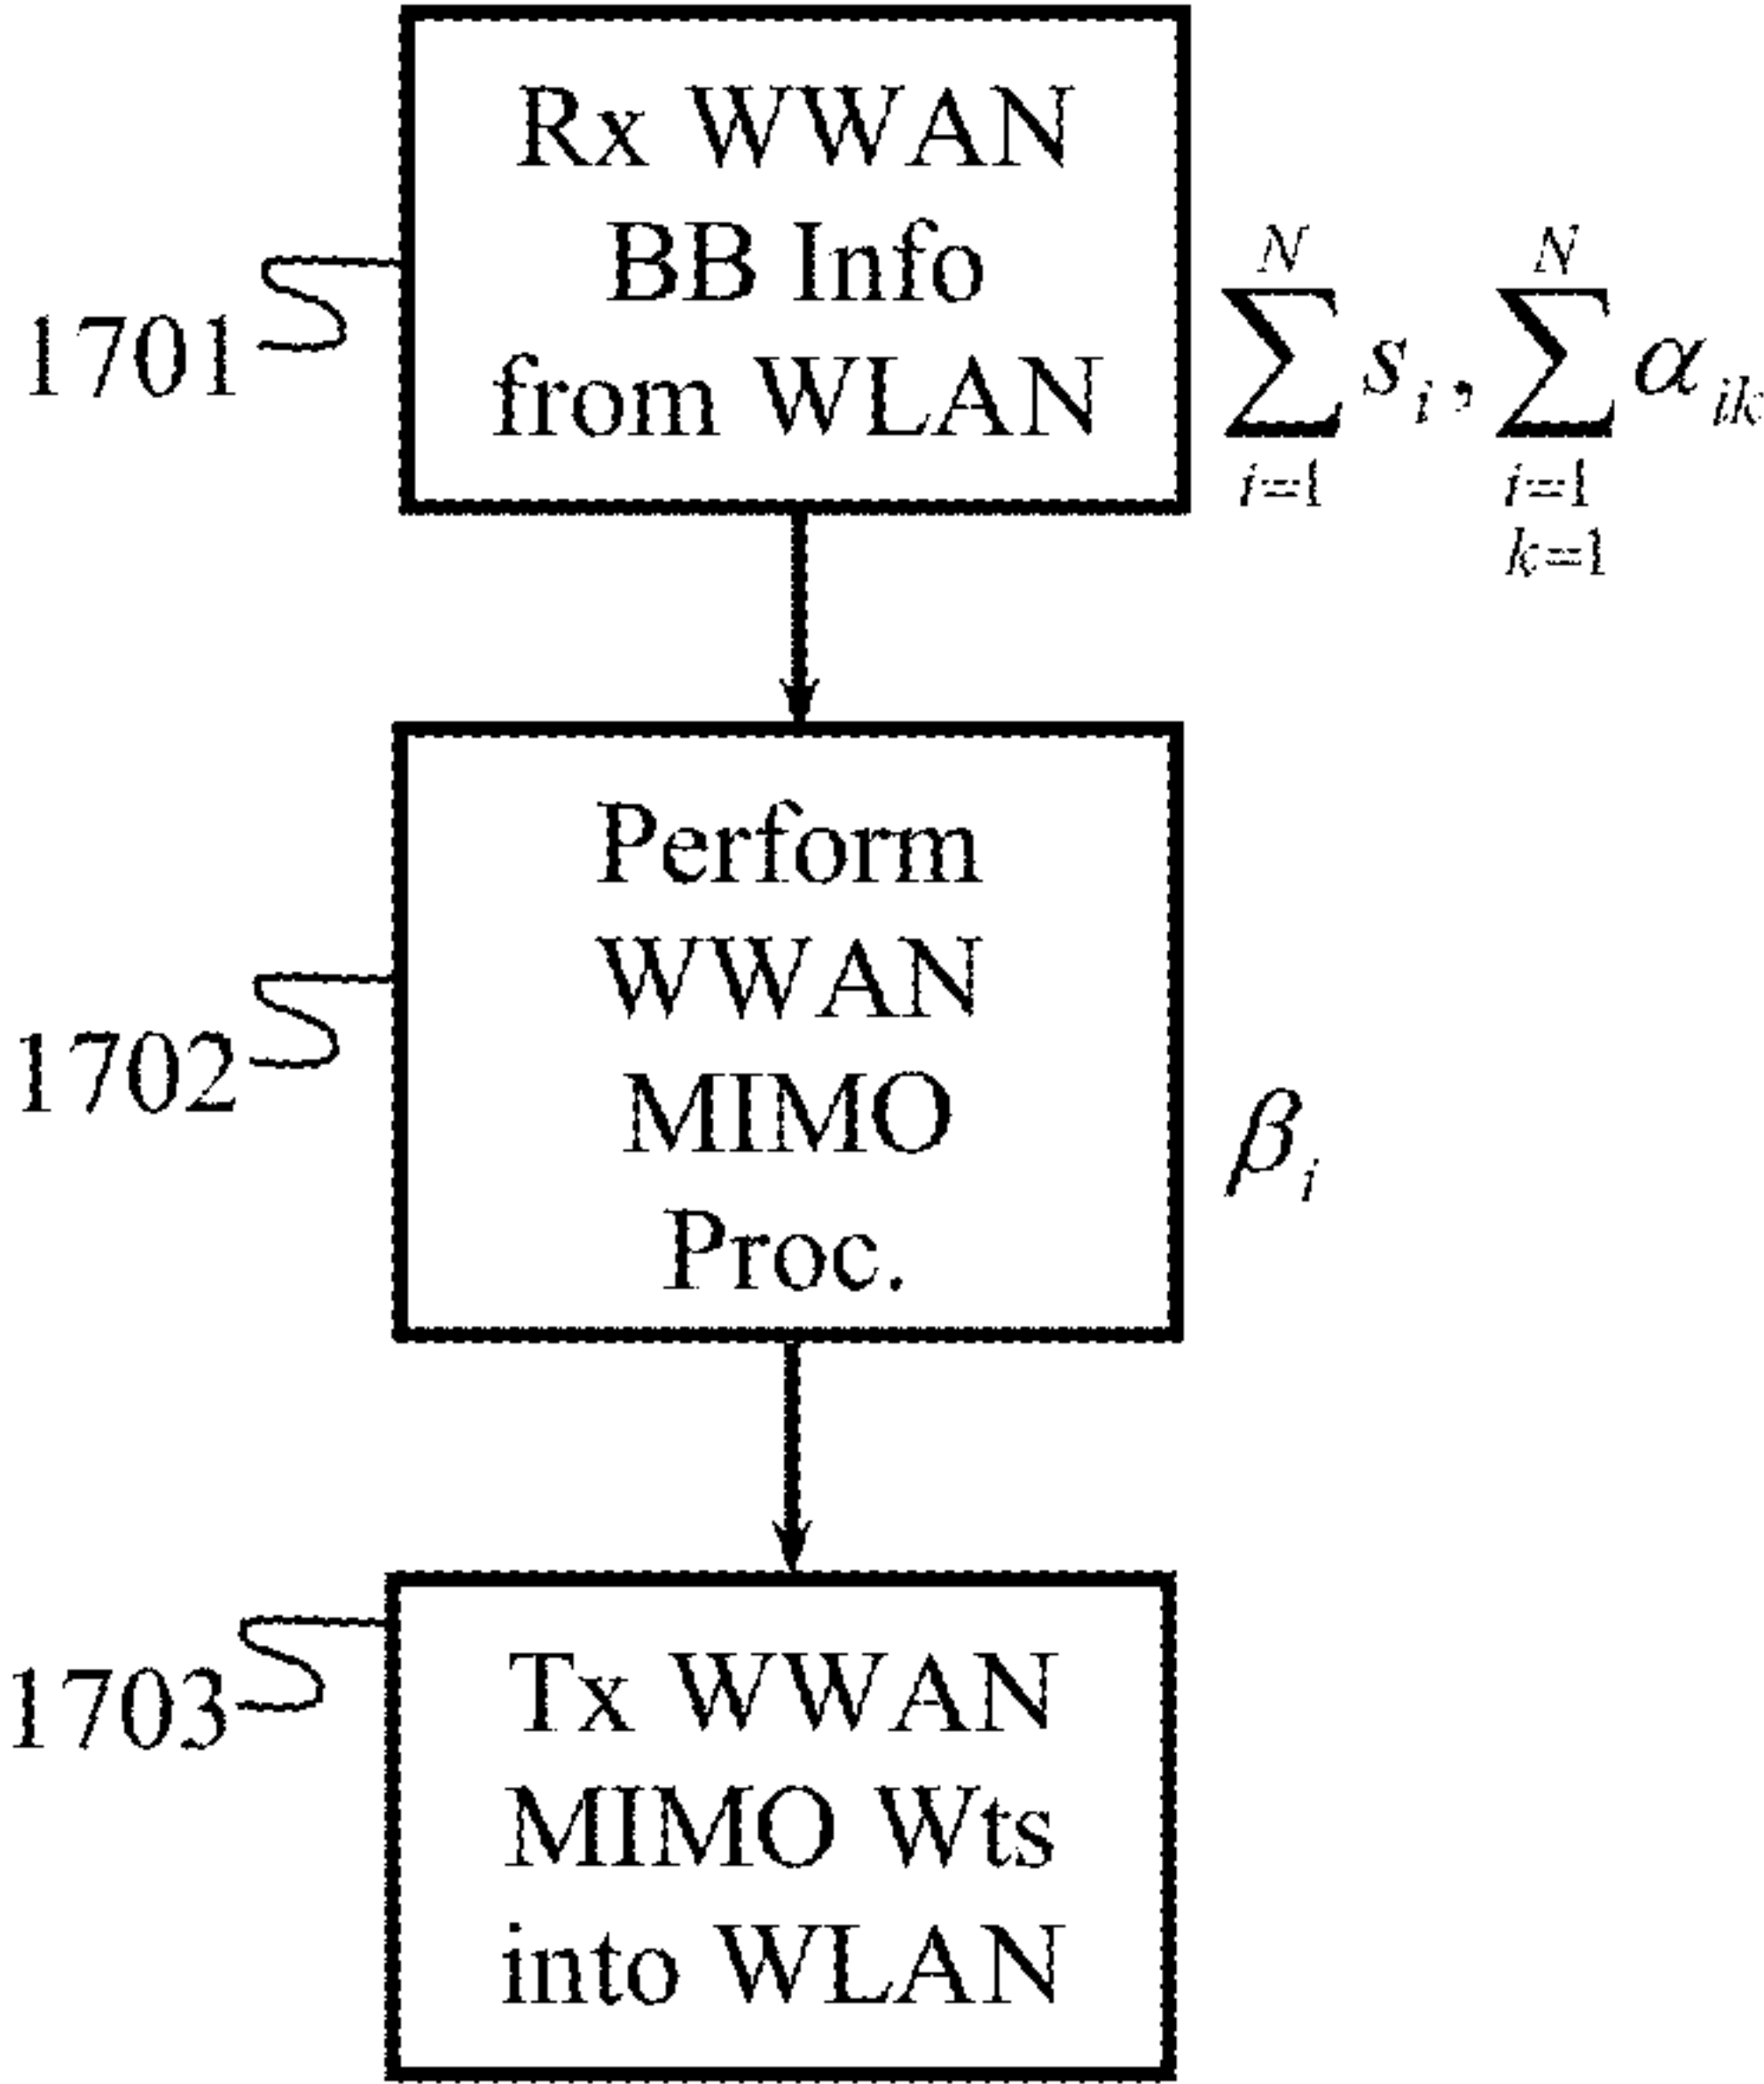 Rx WWAN
BB Info
from WLAN
1701
N N
∑ s_i, ∑ α_ik
i=1 i=1
k=1
Perform
WWAN
MIMO
Proc.
1702
β_i
Tx WWAN
MIMO Wts
into WLAN
1703